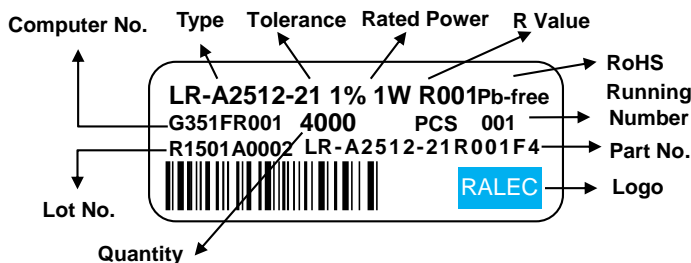 Computer No. Type Tolerance Rated Power R Value
RoHS
LR-A2512-21 1% 1W R001Pb-free
Running
Number
G351FR001 4000 PCS 001
R1501A0002 LR-A2512-21R001F4
Part No.
RALEC
Logo
Lot No.
Quantity